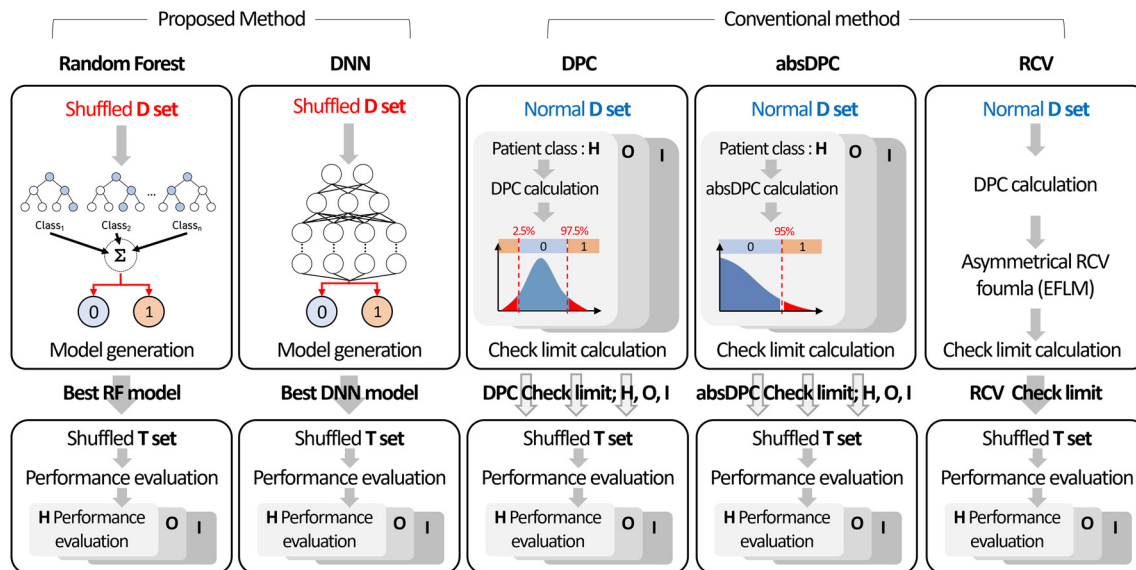 Proposed Method
Conventional method
Random Forest
DNN
DPC
absDPC
RCV
Shuffled D set
Class₁
Class₂
...
Classₙ
Σ
0
1
Model generation
Shuffled D set
0
1
Model generation
Normal D set
Patient class : H
O
I
DPC calculation
2.5%
97.5%
0
1
Check limit calculation
Normal D set
Patient class : H
O
I
absDPC calculation
95%
0
1
Check limit calculation
Normal D set
DPC calculation
Asymmetrical RCV
foumla (EFLM)
Check limit calculation
Best RF model
Best DNN model
DPC Check limit; H, O, I
absDPC Check limit; H, O, I
RCV Check limit
Shuffled T set
Performance evaluation
H Performance
evaluation
O
I
Shuffled T set
Performance evaluation
H Performance
evaluation
O
I
Shuffled T set
Performance evaluation
H Performance
evaluation
O
I
Shuffled T set
Performance evaluation
H Performance
evaluation
O
I
Shuffled T set
Performance evaluation
H Performance
evaluation
O
I